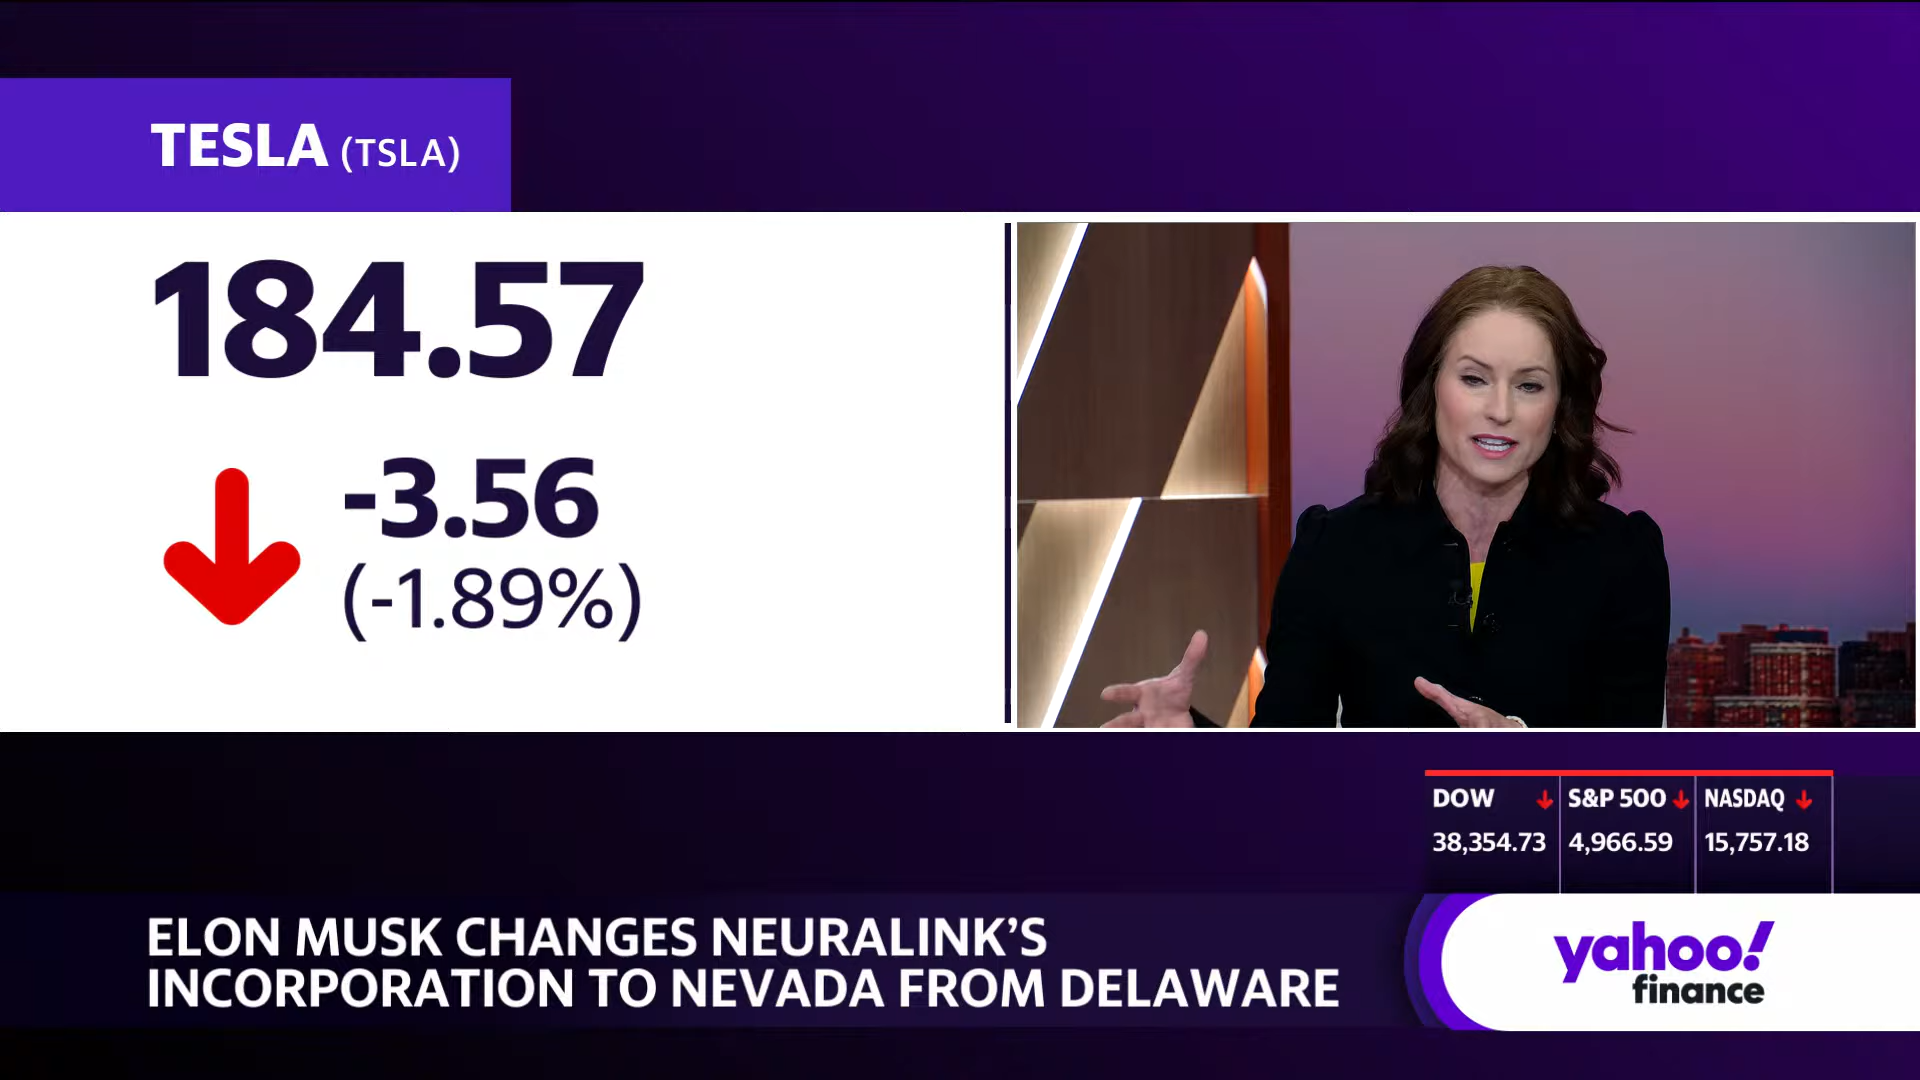 TESLA (TSLA)
184.57
-3.56
(-1.89%)
DOW
38,354.73
S&P 500
4,966.59
NASDAQ
15,757.18
ELON MUSK CHANGES NEURALINK'S
INCORPORATION TO NEVADA FROM DELAWARE
yahoo!
finance